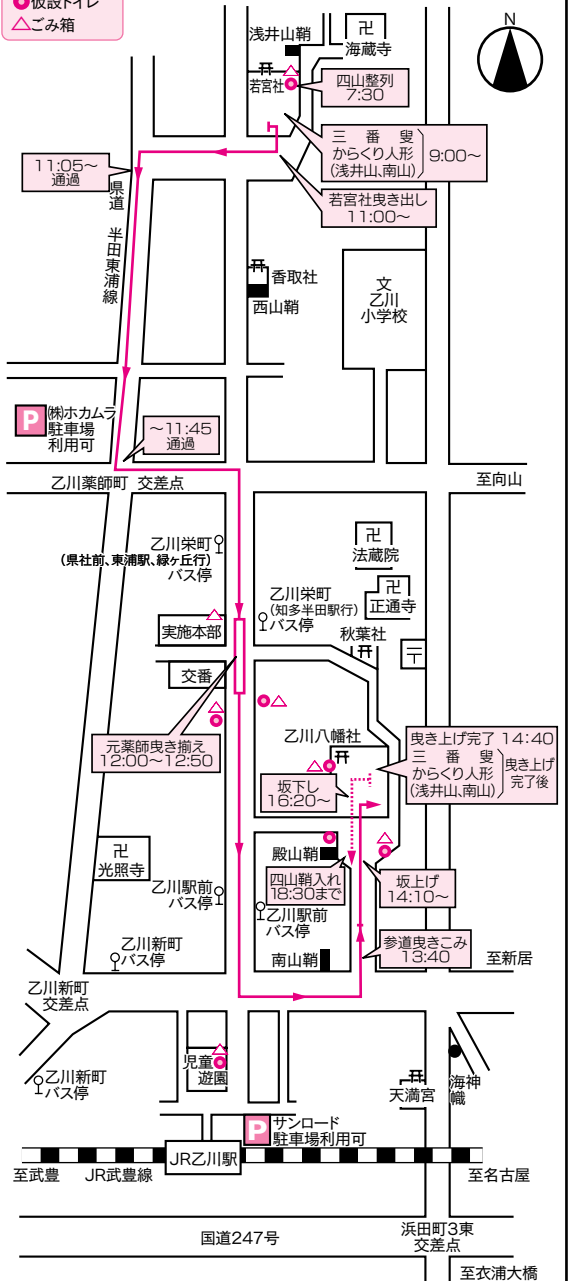 仮設トイレ
ごみ箱
N
浅井山鞘
卍
海蔵寺
若宮社
四山整列
7:30
三番叟
からくり人形
(浅井山、南山)
9:00～
若宮社曳き出し
11:00～
11:05～
通過
県道 半田東浦線
香取社
西山鞘
文
乙川
小学校
P
㈱ホカムラ
駐車場
利用可
～11:45
通過
乙川薬師町 交差点
至向山
乙川栄町
(県社前、東浦駅、緑ヶ丘行)
バス停
卍
法蔵院
乙川栄町
(知多半田駅行)
バス停
卍
正通寺
実施本部
秋葉社
〒
交番
元薬師曳き揃え
12:00～12:50
乙川八幡社
曳き上げ完了 14:40
三番叟
からくり人形
(浅井山、南山)
曳き上げ
完了後
坂下し
16:20～
卍
光照寺
殿山鞘
四山鞘入れ
18:30まで
坂上げ
14:10～
乙川駅前
バス停
乙川駅前
バス停
参道曳きこみ
13:40
乙川新町
バス停
南山鞘
至新居
乙川新町
交差点
児童
遊園
乙川新町
バス停
天満宮
海神
幟
P
サンロード
駐車場利用可
JR乙川駅
至武豊
JR武豊線
至名古屋
国道247号
浜田町3東
交差点
至衣浦大橋